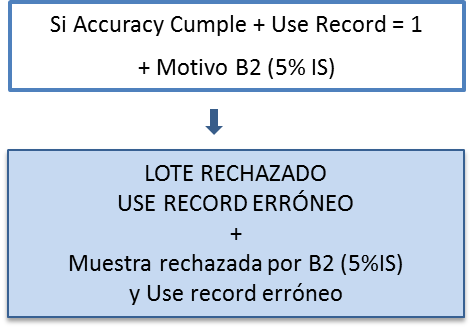 Si Accuracy Cumple + Use Record = 1
+ Motivo B2 (5% IS)
LOTE RECHAZADO
USE RECORD ERRÓNEO
+
Muestra rechazada por B2 (5%IS)
y Use record erróneo